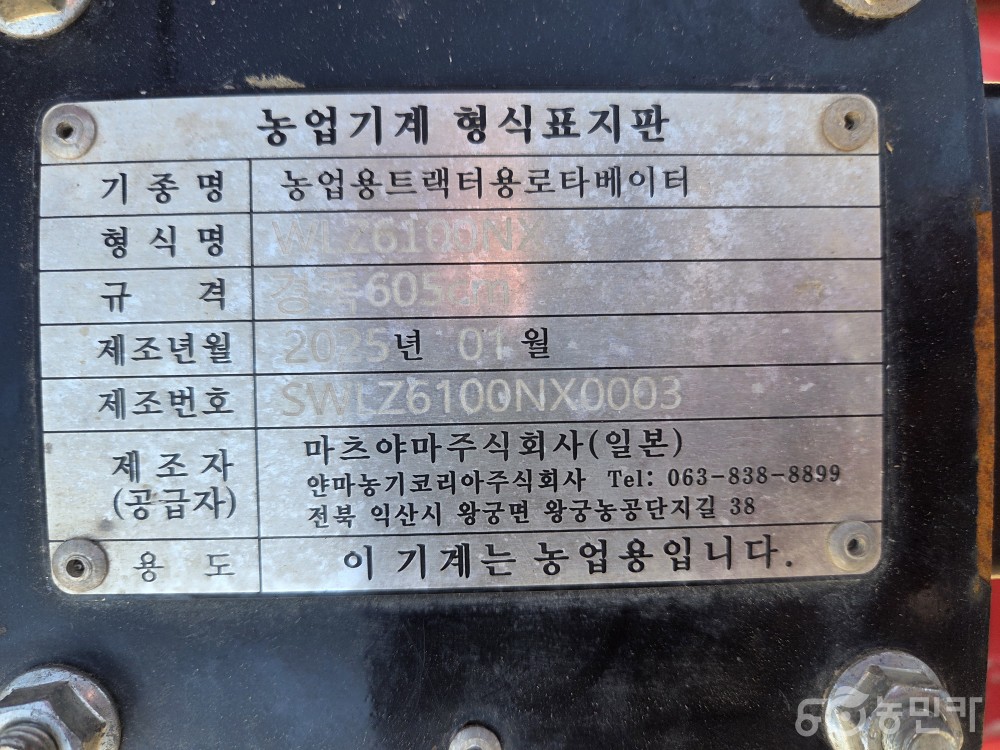 농업기계 형식표지판
기종명 농업용트랙터용로타베이터
형식명 WLZ6100NX
규 격 경폭605cm
제조년월 2025년 01월
제조번호 SWLZ6100NX0003
제조자 (공급자) 마츠야마주식회사(일본)
얀마농기코리아주식회사 Tel: 063-838-8899
전북 익산시 왕궁면 왕궁농공단지길 38
용 도 이 기계는 농업용입니다.
농민카